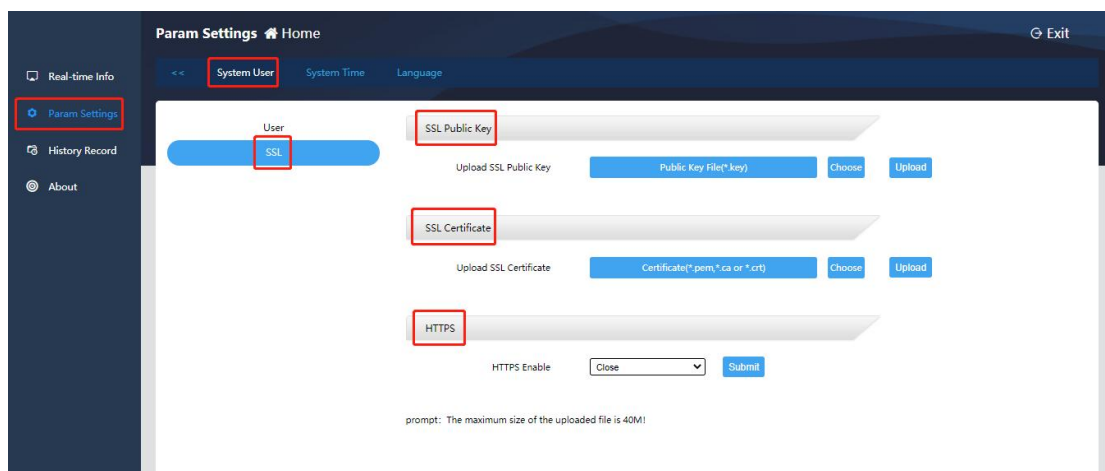 Param Settings Home
Exit
Real-time Info
Param Settings
History Record
About
<< System User System Time Language
User
SSL
SSL Public Key
Upload SSL Public Key Public Key File(*.key) Choose Upload
SSL Certificate
Upload SSL Certificate Certificate(*.pem,*.ca or *.crt) Choose Upload
HTTPS
HTTPS Enable Close Submit
prompt: The maximum size of the uploaded file is 40M!